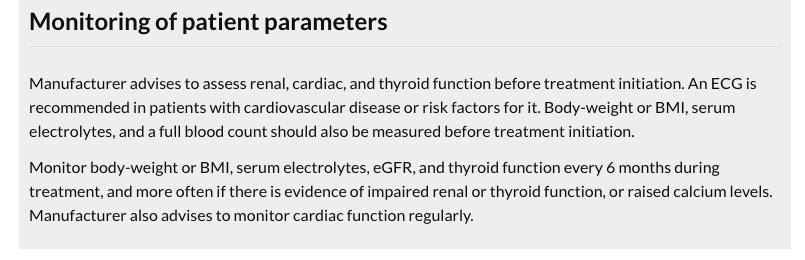 Monitoring of patient parameters
Manufacturer advises to assess renal, cardiac, and thyroid function before treatment initiation. An ECG is
recommended in patients with cardiovascular disease or risk factors for it. Body-weight or BMI, serum
electrolytes, and a full blood count should also be measured before treatment initiation.
Monitor body-weight or BMI, serum electrolytes, eGFR, and thyroid function every 6 months during
treatment, and more often if there is evidence of impaired renal or thyroid function, or raised calcium levels.
Manufacturer also advises to monitor cardiac function regularly.